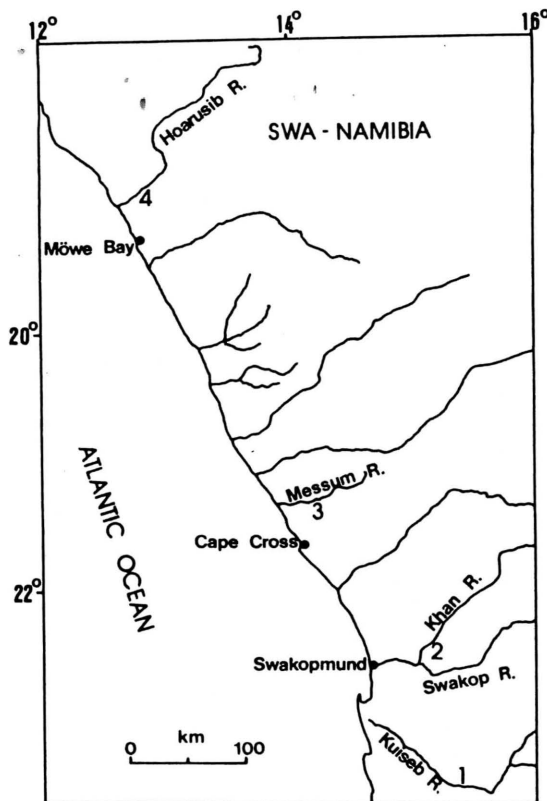 12°
14°
16°
Hoarusib R.
SWA - NAMIBIA
4
Möwe Bay
20°
ATLANTIC OCEAN
Messum R.
3
Cape Cross
22°
Khan R.
2
Swakopmund
Swakop R.
km
0 100
Kuiseb R.
1